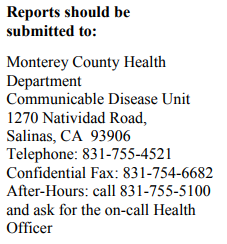 Reports should be
submitted to:
Monterey County Health
Department
Communicable Disease Unit
1270 Natividad Road,
Salinas, CA  93906
Telephone: 831-755-4521
Confidential Fax: 831-754-6682
After-Hours: call 831-755-5100
and ask for the on-call Health
Officer